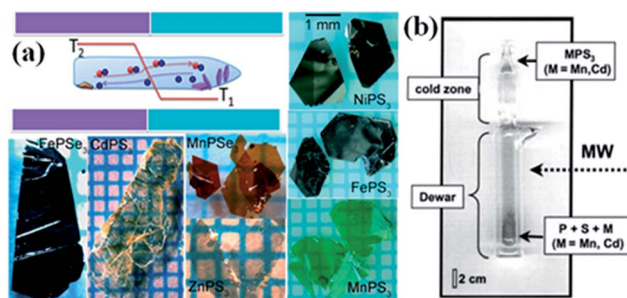 (a)
T₂
T₁
1 mm
NiPS₃
FePSe₃
CdPS₃
MnPSe₃
FePS₃
ZnPS₃
MnPS₃
(b)
MPS₃
(M = Mn,Cd)
cold zone
MW
Dewar
P + S + M
(M = Mn, Cd)
2 cm